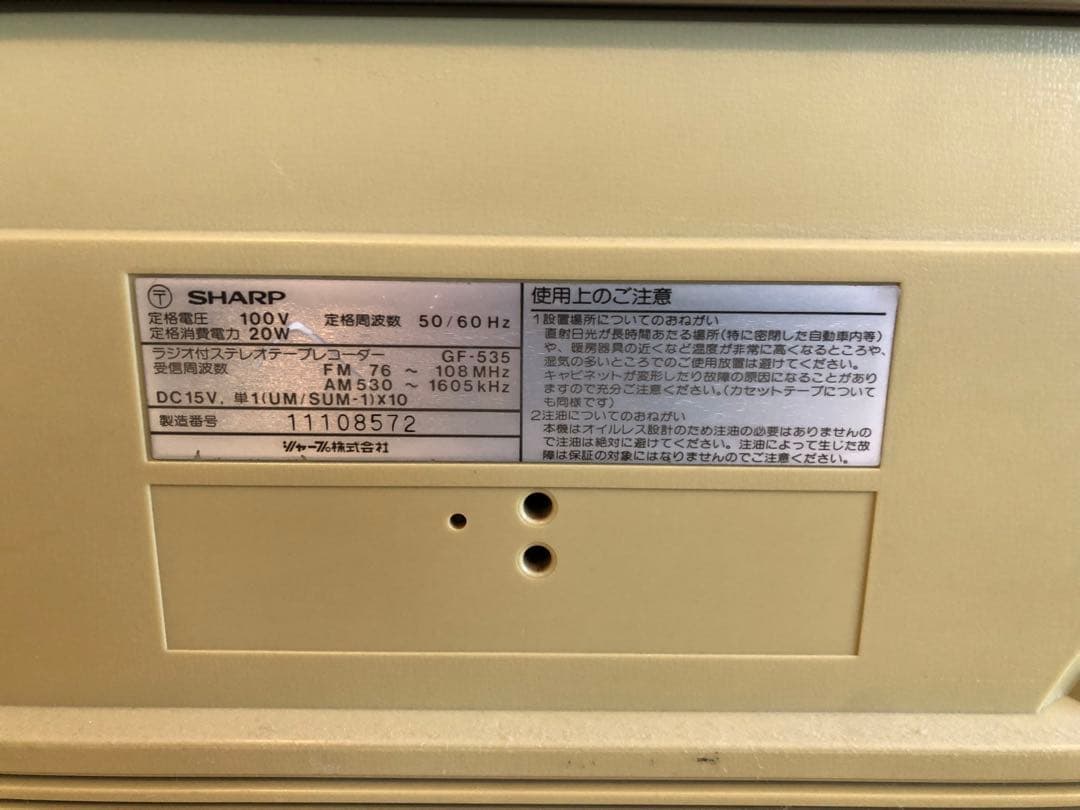 〒 SHARP
定格電圧 100V 定格周波数 50/60Hz
定格消費電力 20W
ラジオ付ステレオテープレコーダー GF-535
受信周波数 FM 76 ～ 108MHz
AM530 ～ 1605kHz
DC15V, 単1(UM/SUM-1)X10
製造番号 11108572
シャープ株式会社
使用上のご注意
1設置場所についてのおねがい
直射日光が長時間あたる場所(特に密閉した自動車内等)
や、暖房器具の近くなど温度が非常に高くなるところや、
湿気の多いところでのご使用放置は避けてください。
キャビネットが変形したり故障の原因になることがあり
ますので充分ご注意ください。(カセットテープについて
も同様です)
2注油についてのおねがい
本機はオイルレス設計のため注油の必要はありませんの
で注油は絶対に避けてください。注油によって生じた故
障は保証の対象にはなりませんのでご注意ください。